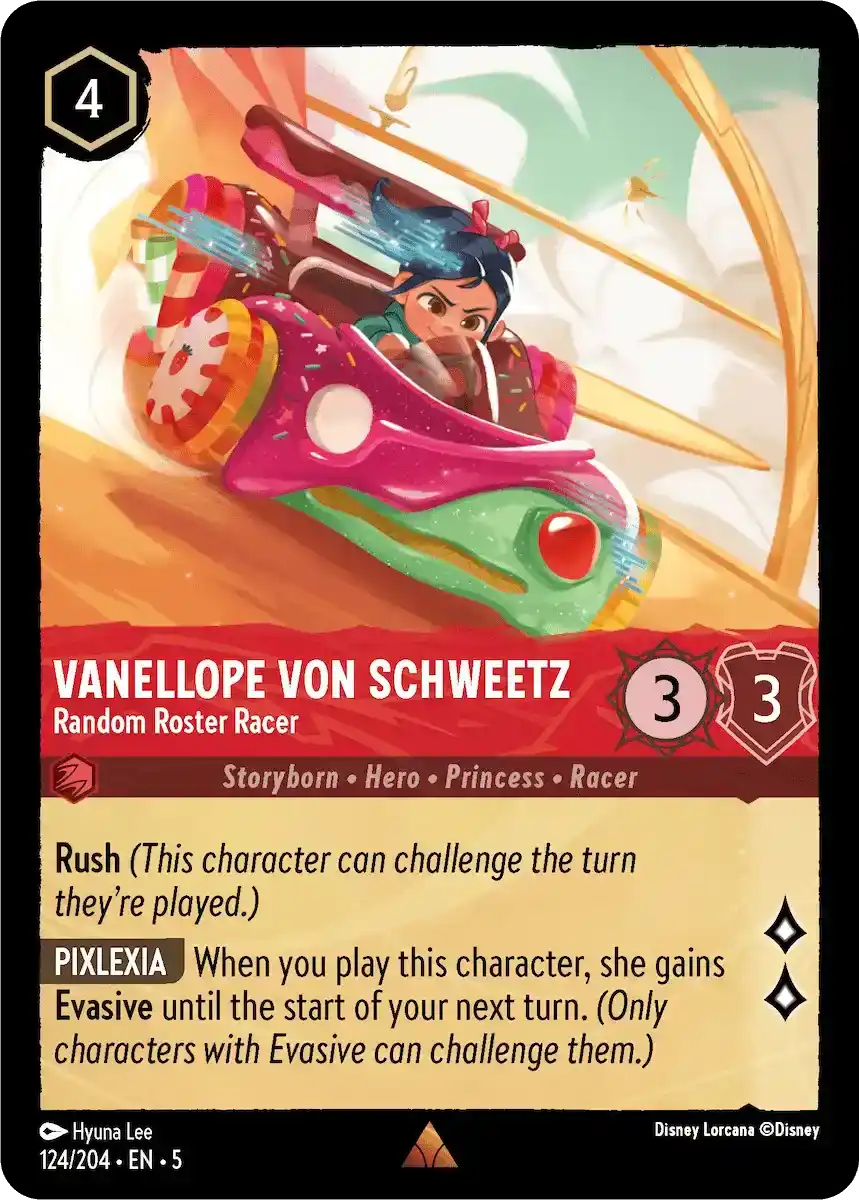 4
VANELLOPE VON SCHWEETZ
Random Roster Racer
3
3
Storyborn • Hero • Princess • Racer
Rush (This character can challenge the turn
they're played.)
PIXLEXIA When you play this character, she gains
Evasive until the start of your next turn. (Only
characters with Evasive can challenge them.)
Hyuna Lee
Disney Lorcana ©Disney
124/204 • EN • 5